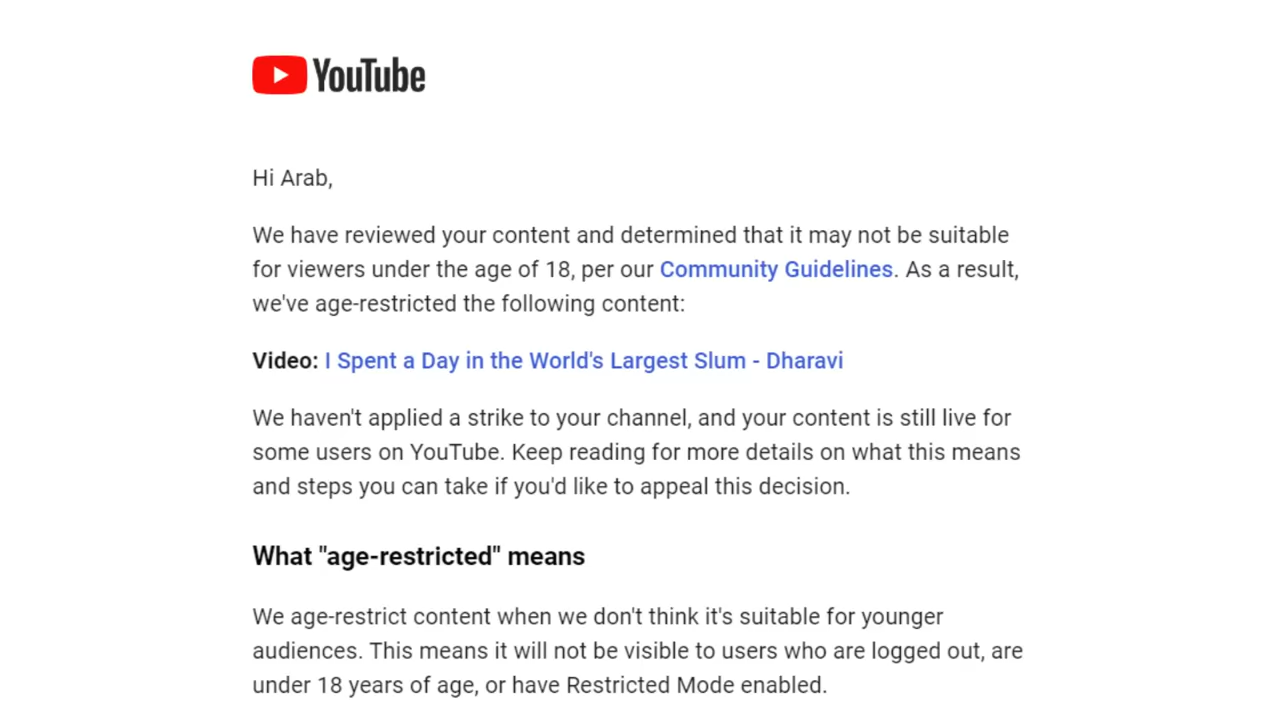 YouTube
Hi Arab,
We have reviewed your content and determined that it may not be suitable
for viewers under the age of 18, per our Community Guidelines. As a result,
we've age-restricted the following content:
Video: I Spent a Day in the World's Largest Slum - Dharavi
We haven't applied a strike to your channel, and your content is still live for
some users on YouTube. Keep reading for more details on what this means
and steps you can take if you'd like to appeal this decision.
What "age-restricted" means
We age-restrict content when we don't think it's suitable for younger
audiences. This means it will not be visible to users who are logged out, are
under 18 years of age, or have Restricted Mode enabled.